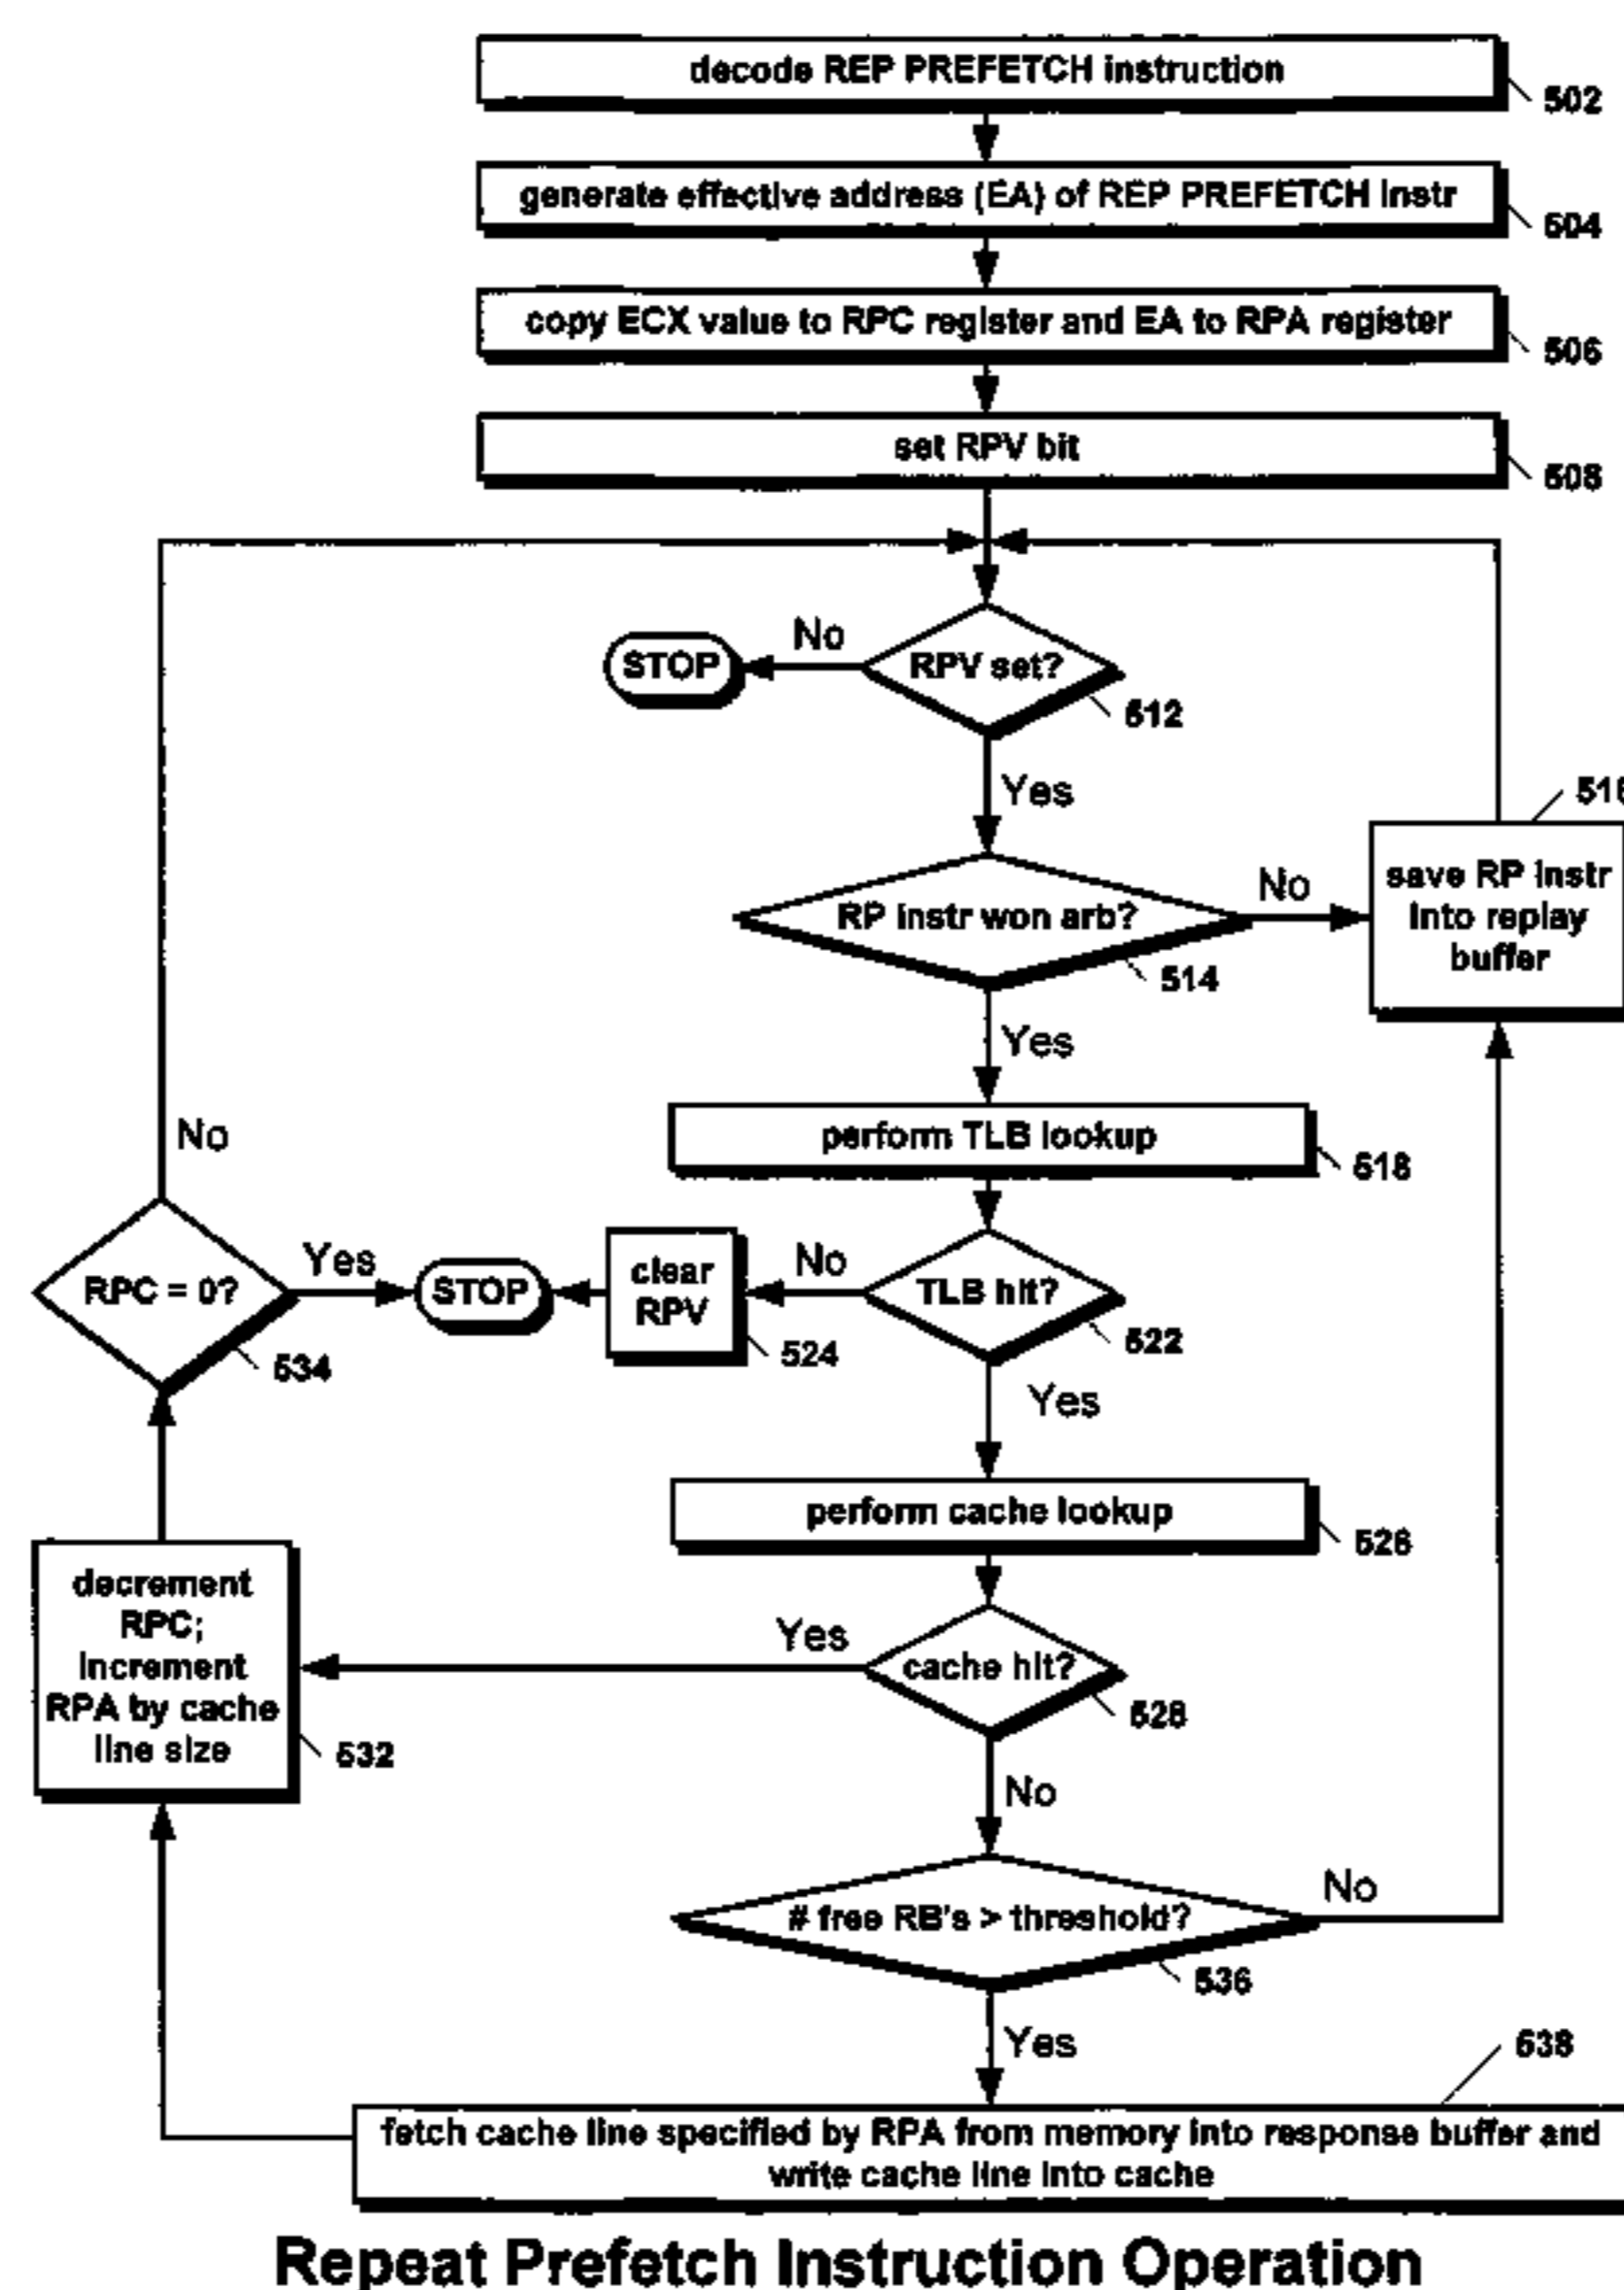 decode REP PREFETCH instruction
502
generate effective address (EA) of REP PREFETCH instr
504
copy ECX value to RPC register and EA to RPA register
506
set RPV bit
508
No
STOP
RPV set?
512
Yes
516
No
RP instr won arb?
save RP instr
into replay
buffer
514
Yes
perform TLB lookup
518
No
Yes
RPC = 0?
STOP
clear
RPV
No
TLB hit?
534
524
522
Yes
perform cache lookup
526
decrement
RPC;
increment
RPA by cache
line size
532
Yes
cache hit?
528
No
# free RB's > threshold?
No
536
Yes
538
fetch cache line specified by RPA from memory into response buffer and
write cache line into cache
Repeat Prefetch Instruction Operation